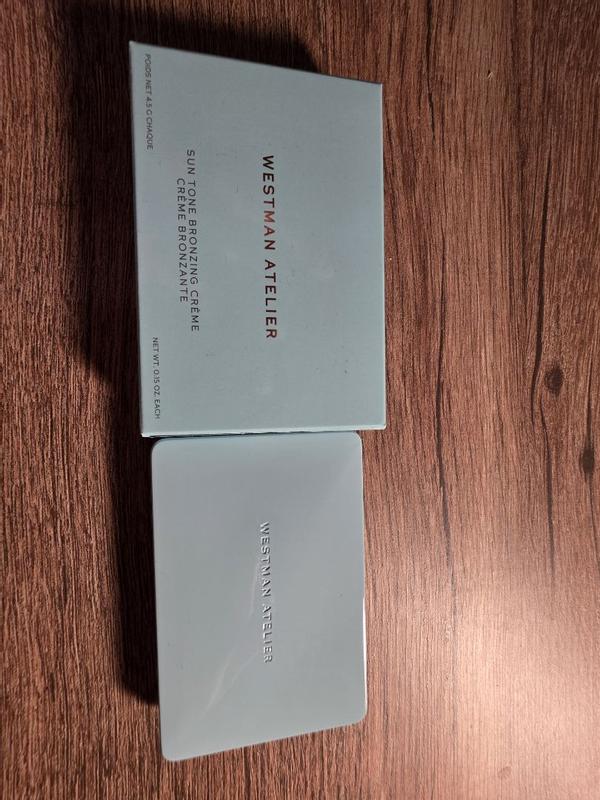 WESTMAN ATELIER
SUN TONE BRONZING CRÈME
CRÈME BRONZANTE
POIDS NET 4.5 G CHAQUE
NET WT. 0.15 OZ. EACH
WESTMAN ATELIER